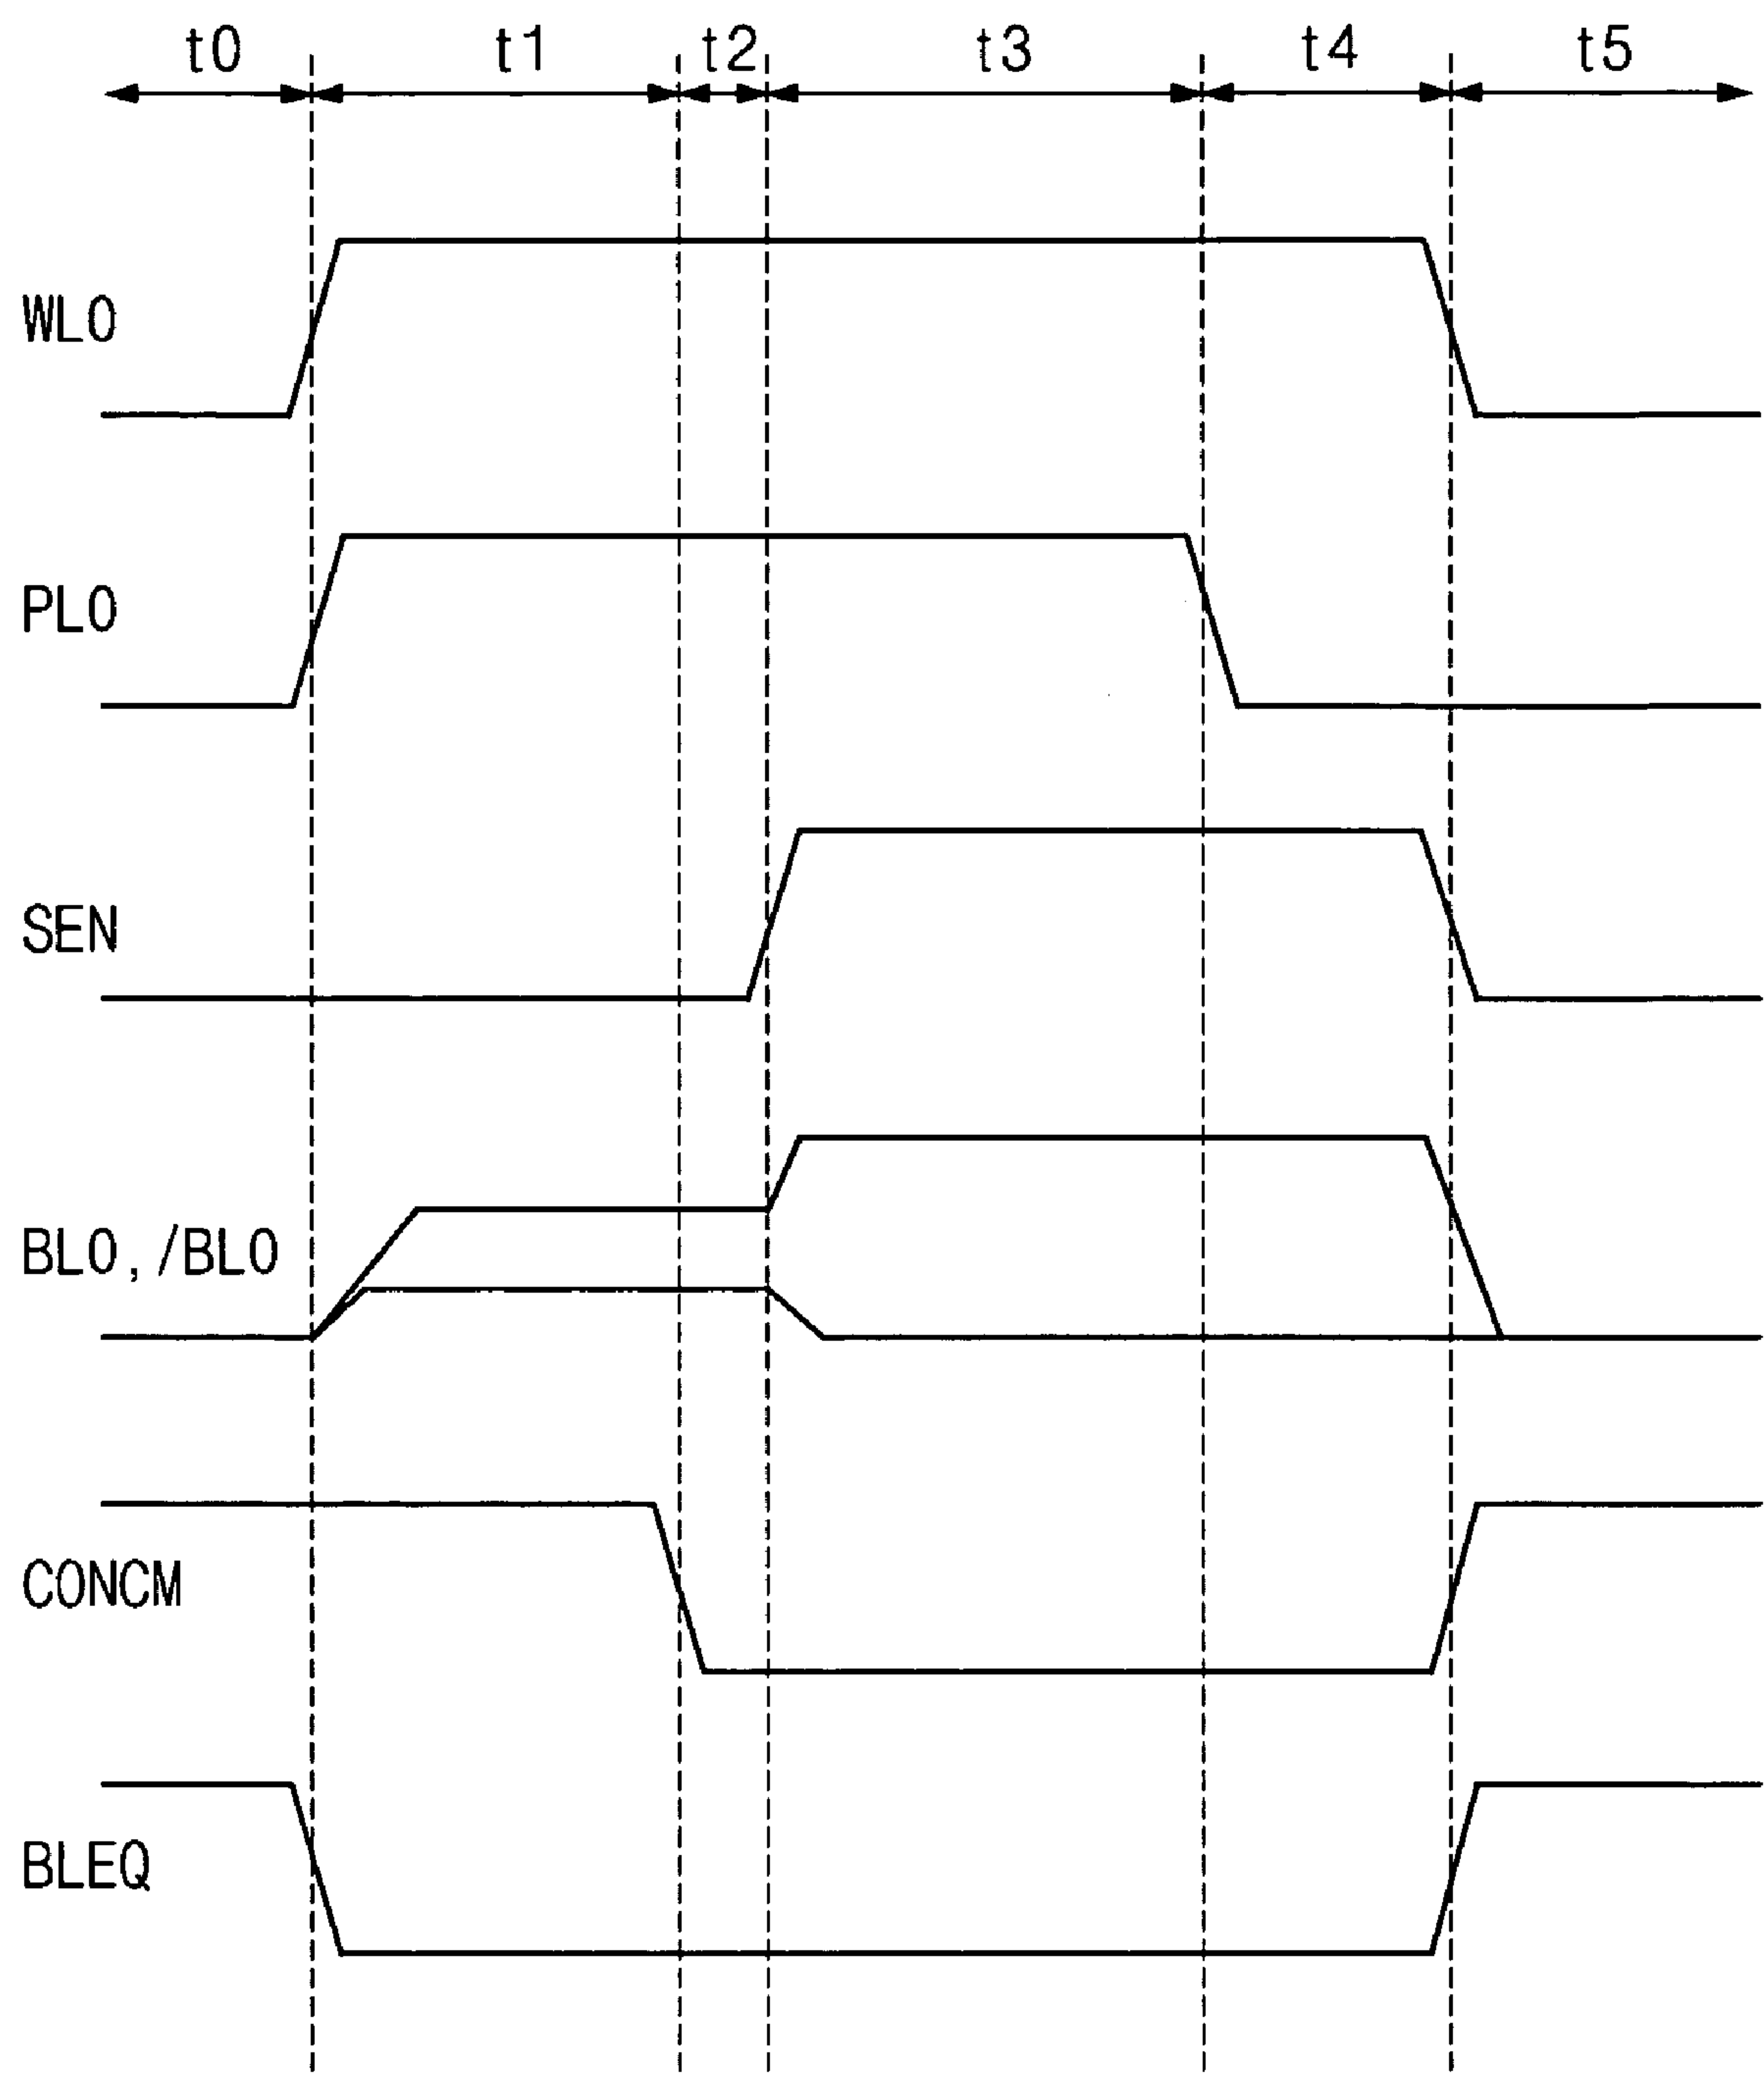 t0 t1 t2 t3 t4 t5
WL0
PL0
SEN
BL0, /BL0
CONCM
BLEQ